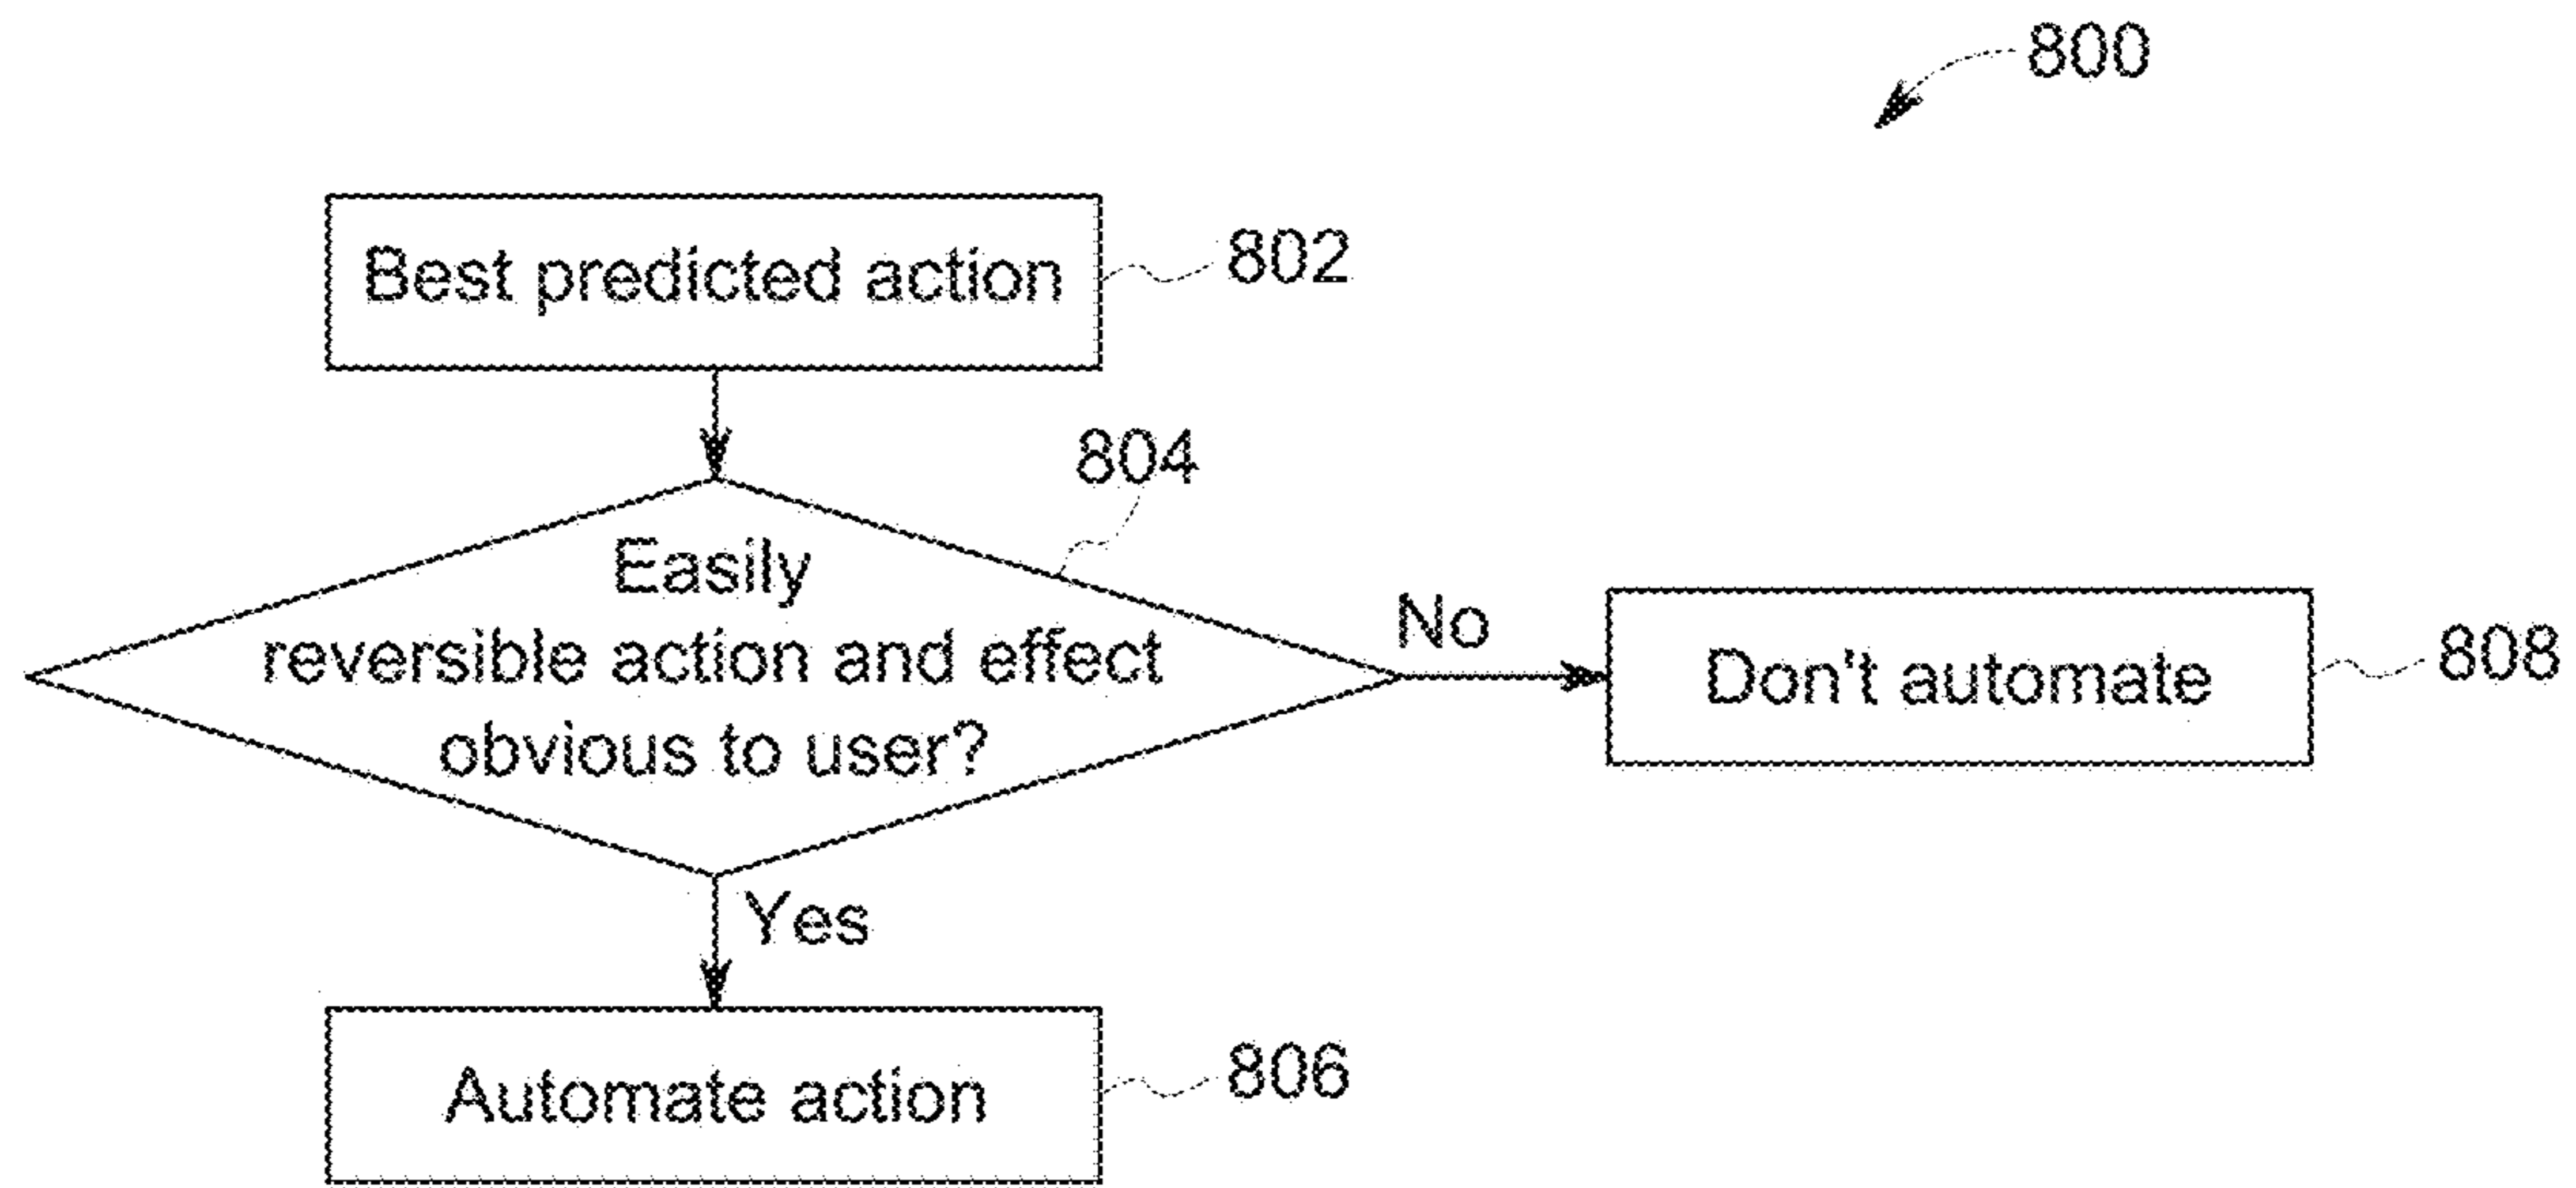 800
Best predicted action
802
804
Easily
reversible action and effect
obvious to user?
No
Don't automate
808
Yes
Automate action
806